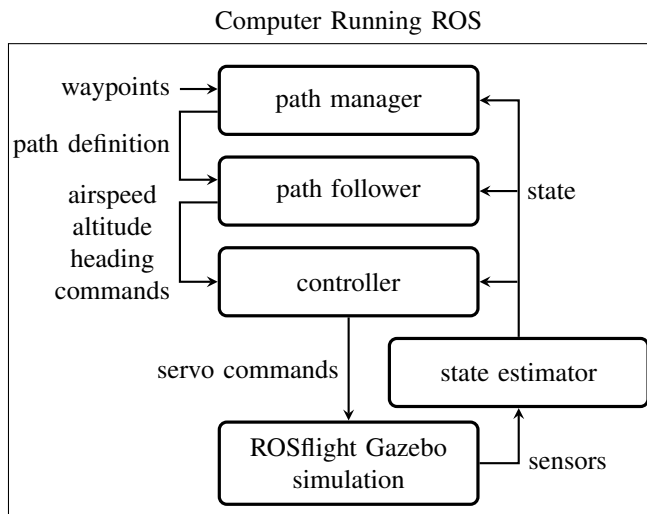 Computer Running ROS
waypoints
path manager
path definition
path follower
airspeed
altitude
heading
commands
state
controller
servo commands
state estimator
ROSflight Gazebo
simulation
sensors